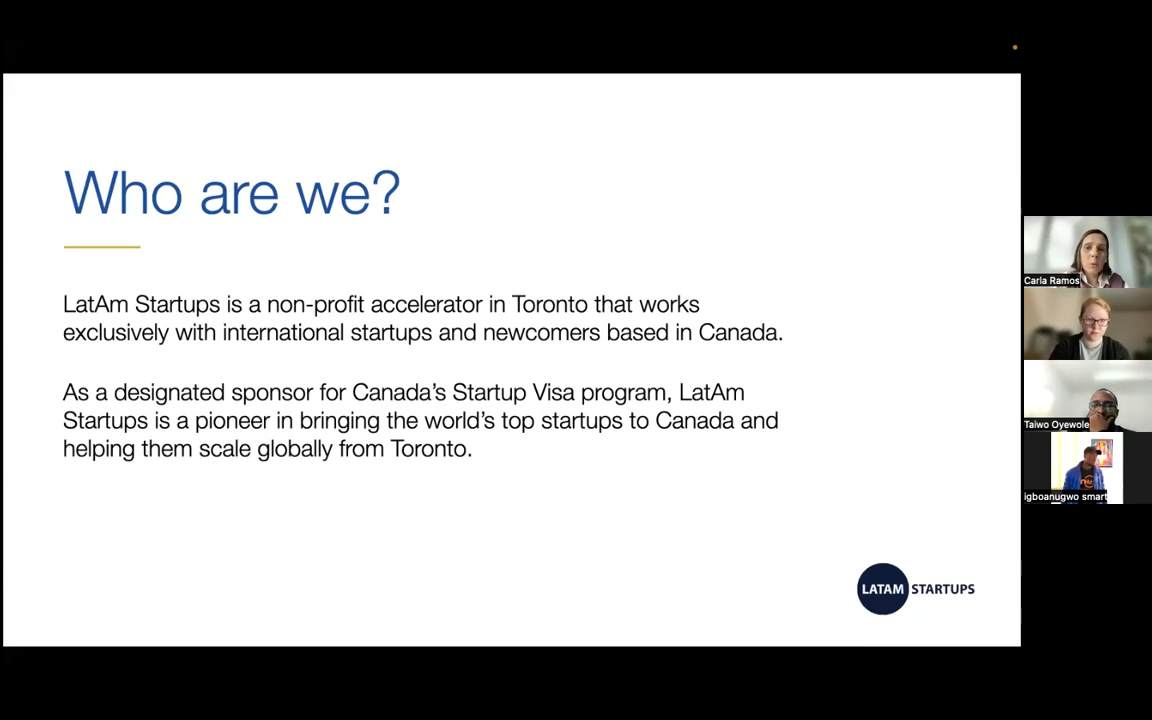 Who are we?
LatAm Startups is a non-profit accelerator in Toronto that works
exclusively with international startups and newcomers based in Canada.
As a designated sponsor for Canada’s Startup Visa program, LatAm
Startups is a pioneer in bringing the world’s top startups to Canada and
helping them scale globally from Toronto.
LATAM STARTUPS
Carla Ramos
Taiwo Oyewole
igboanugwo smart